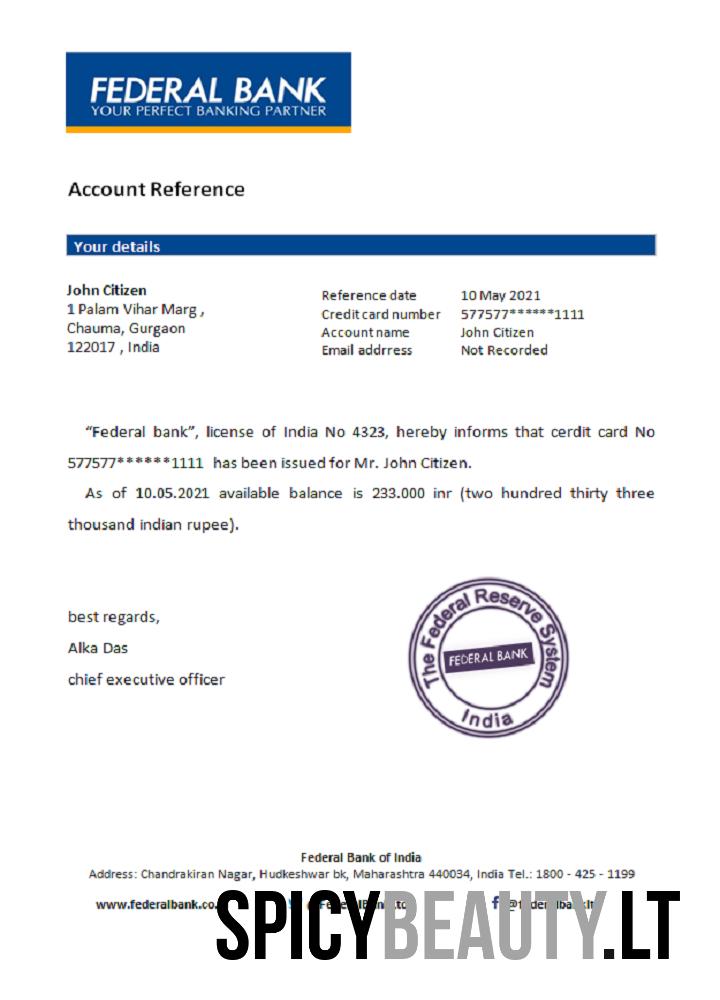 FEDERAL BANK
YOUR PERFECT BANKING PARTNER
Account Reference
Your details
John Citizen
1 Palam Vihar Marg ,
Chauma, Gurgaon
122017 , India
Reference date 10 May 2021
Credit card number 577577******1111
Account name John Citizen
Email addrress Not Recorded
“Federal bank”, license of India No 4323, hereby informs that cerdit card No
577577******1111 has been issued for Mr. John Citizen.
As of 10.05.2021 available balance is 233.000 inr (two hundred thirty three
thousand indian rupee).
best regards,
Alka Das
chief executive officer
The Federal Reserve System
FEDERAL BANK
India
Federal Bank of India
Address: Chandrakiran Nagar, Hudkeshwar bk, Maharashtra 440034, India Tel.: 1800 - 425 - 1199
www.federalbank.co.
SPICYBEAUTY.LT